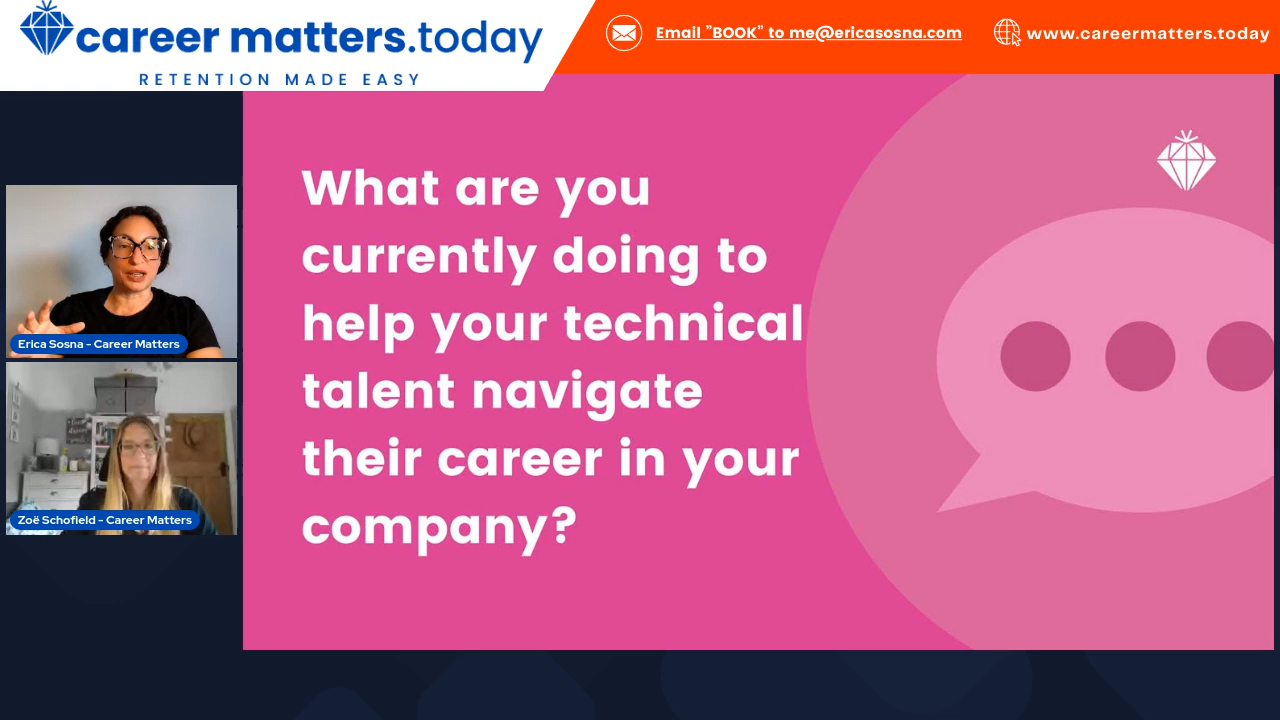 career matters.today
RETENTION MADE EASY
Email "BOOK" to me@ericasosna.com
www.careermatters.today
What are you
currently doing to
help your technical
talent navigate
their career in your
company?
Erica Sosna - Career Matters
Zoë Schofield - Career Matters